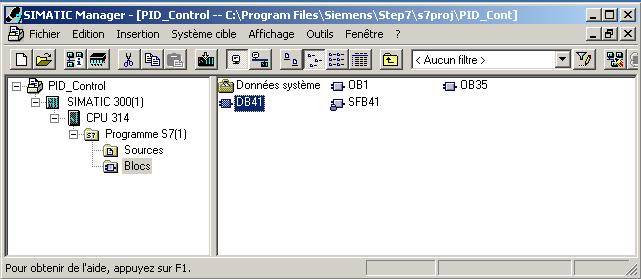 SIMATIC Manager - [PID_Control -- C:\Program Files\Siemens\Step7\s7proj\PID_Cont]
Fichier Edition Insertion Système cible Affichage Outils Fenêtre ?
< Aucun filtre >
PID_Control
SIMATIC 300(1)
CPU 314
Programme S7(1)
Sources
Blocs
Données système OB1 OB35
DB41 SFB41
Pour obtenir de l'aide, appuyez sur F1.